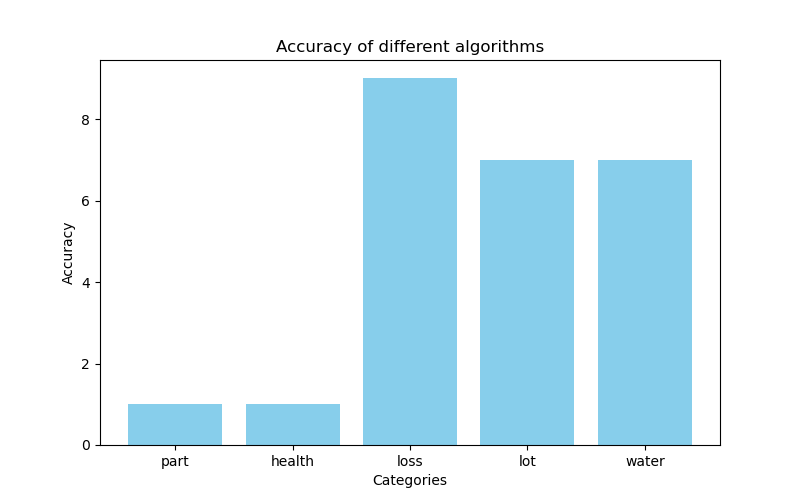 Accuracy of different algorithms
Accuracy
8
6
4
2
0
part health loss lot water
Categories